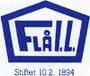 FLÅ I.L.
Stiftet 10.2. 1894